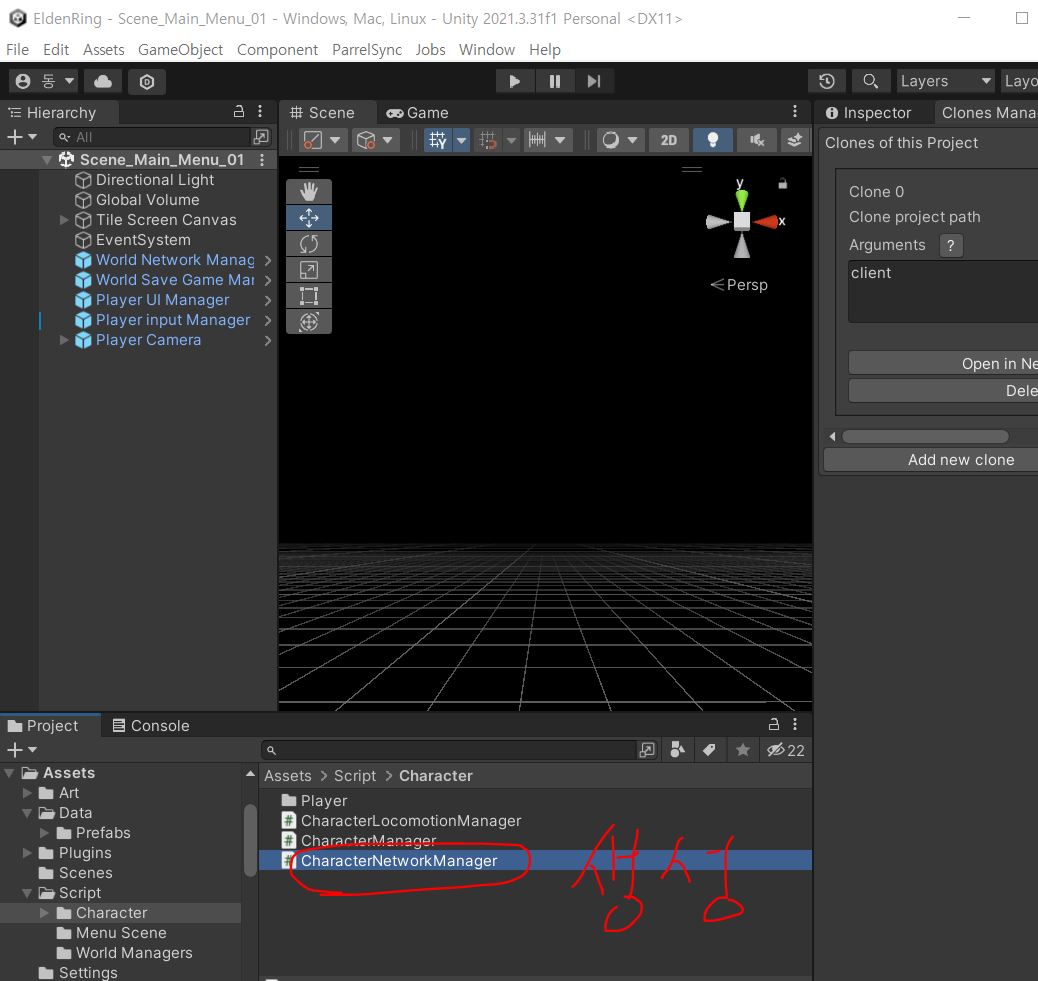 EldenRing - Scene_Main_Menu_01 - Windows, Mac, Linux - Unity 2021.3.31f1 Personal <DX11>
File Edit Assets GameObject Component ParrelSync Jobs Window Help
동 Layers Layo
Hierarchy
All
Scene_Main_Menu_01
Directional Light
Global Volume
Tile Screen Canvas
EventSystem
World Network Manag
World Save Game Mar
Player UI Manager
Player input Manager
Player Camera
Scene Game
2D
y
x
Persp
Inspector Clones Mana
Clones of this Project
Clone 0
Clone project path
Arguments ?
client
Open in Ne
Dele
Add new clone
Project Console
22
Assets
Art
Data
Prefabs
Plugins
Scenes
Script
Character
Menu Scene
World Managers
Settings
Assets > Script > Character
Player
CharacterLocomotionManager
CharacterManager
CharacterNetworkManager
생성